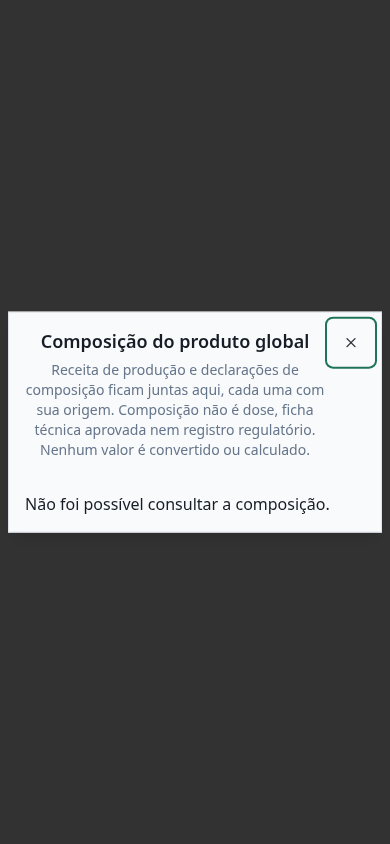 Composição do produto global
Receita de produção e declarações de
composição ficam juntas aqui, cada uma com
sua origem. Composição não é dose, ficha
técnica aprovada nem registro regulatório.
Nenhum valor é convertido ou calculado.
Não foi possível consultar a composição.